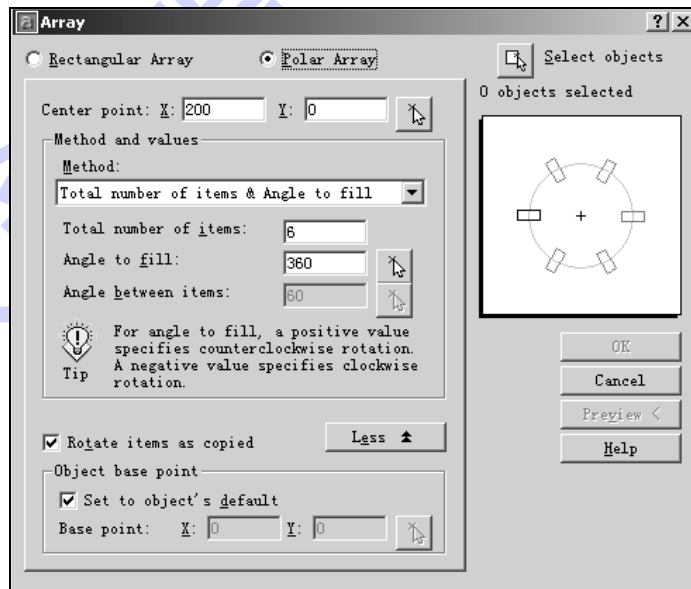 Array
Rectangular Array
Polar Array
Select objects
0 objects selected
Center point: X: 200 Y: 0
Method and values
Method:
Total number of items & Angle to fill
Total number of items: 6
Angle to fill: 360
Angle between items: 60
Tip
For angle to fill, a positive value
specifies counterclockwise rotation.
A negative value specifies clockwise
rotation.
OK
Cancel
Preview <
Help
Rotate items as copied
Less
Object base point
Set to object's default
Base point: X: 0 Y: 0